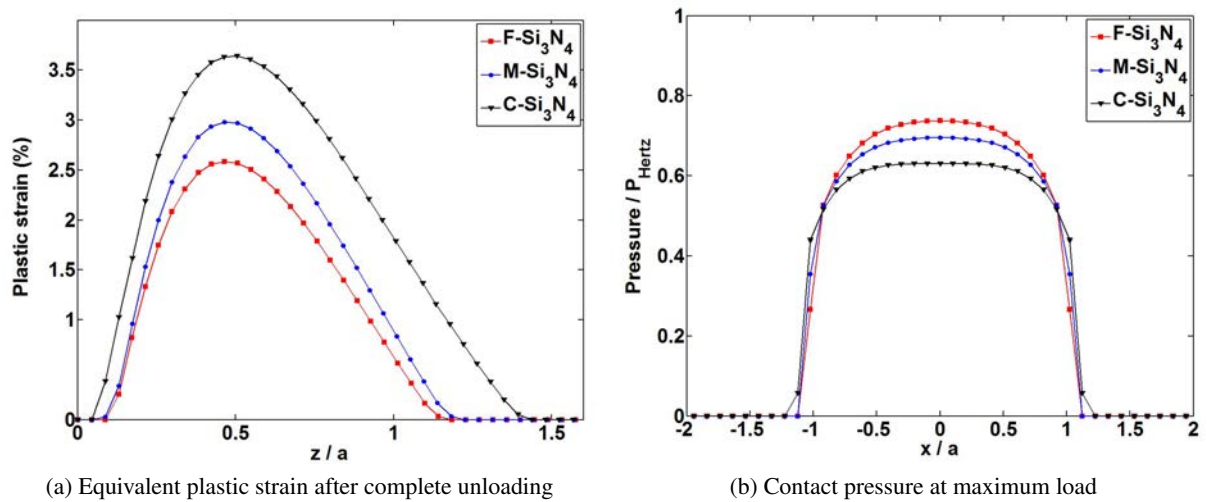 F-Si₃N₄
M-Si₃N₄
C-Si₃N₄
3.5
3
2.5
2
1.5
1
0.5
0
Plastic strain (%)
0 0.5 1 1.5
z / a
(a) Equivalent plastic strain after complete unloading
F-Si₃N₄
M-Si₃N₄
C-Si₃N₄
1
0.8
0.6
0.4
0.2
0
Pressure / P_Hertz
-2 -1.5 -1 -0.5 0 0.5 1 1.5 2
x / a
(b) Contact pressure at maximum load